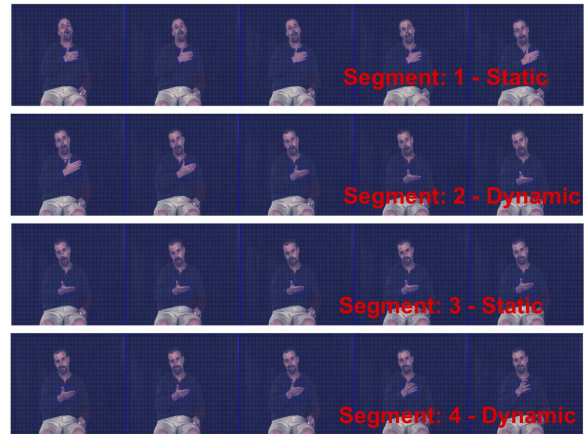 Segment: 1 - Static
Segment: 2 - Dynamic
Segment: 3 - Static
Segment: 4 - Dynamic